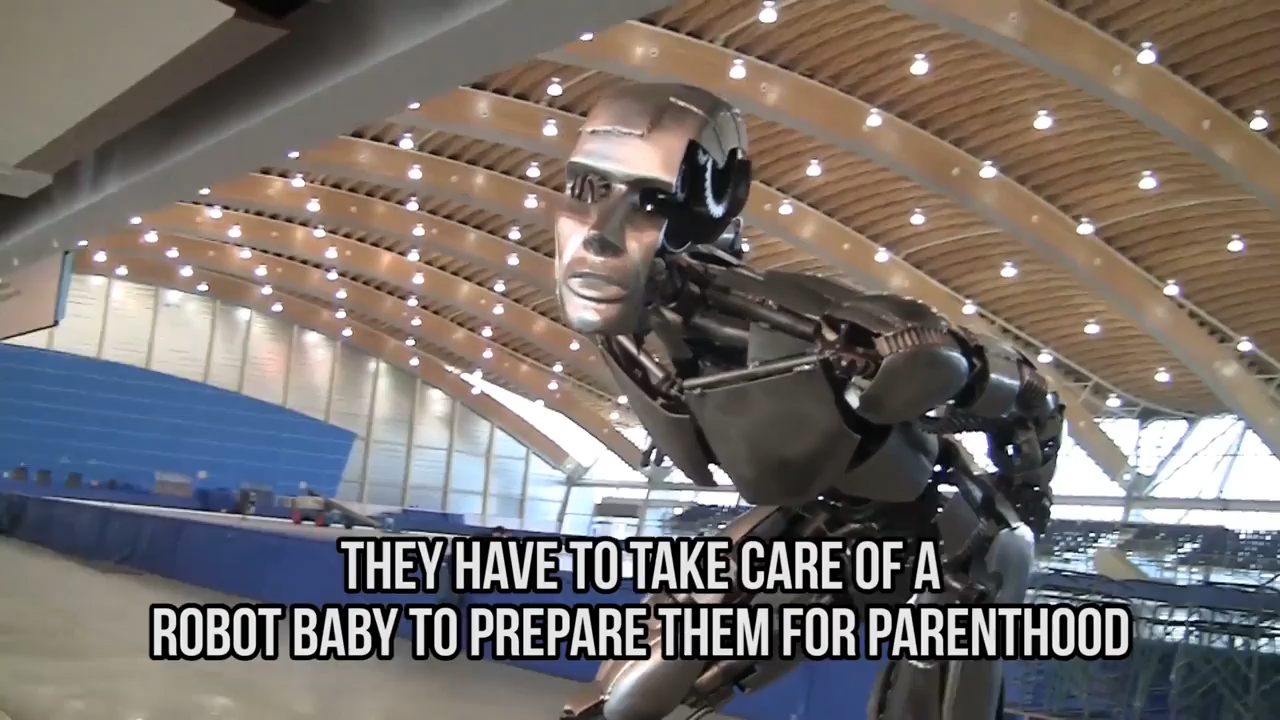 THEY HAVE TO TAKE CARE OF A
ROBOT BABY TO PREPARE THEM FOR PARENTHOOD